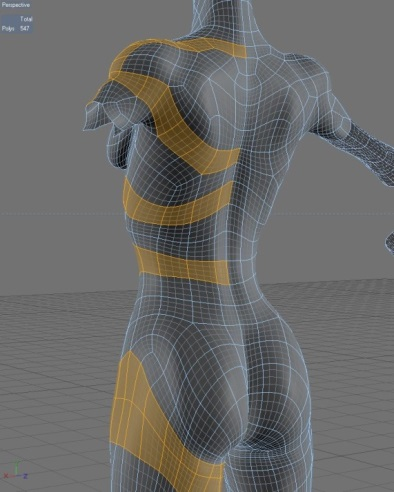 Perspective
Total
Polys 547
X Z